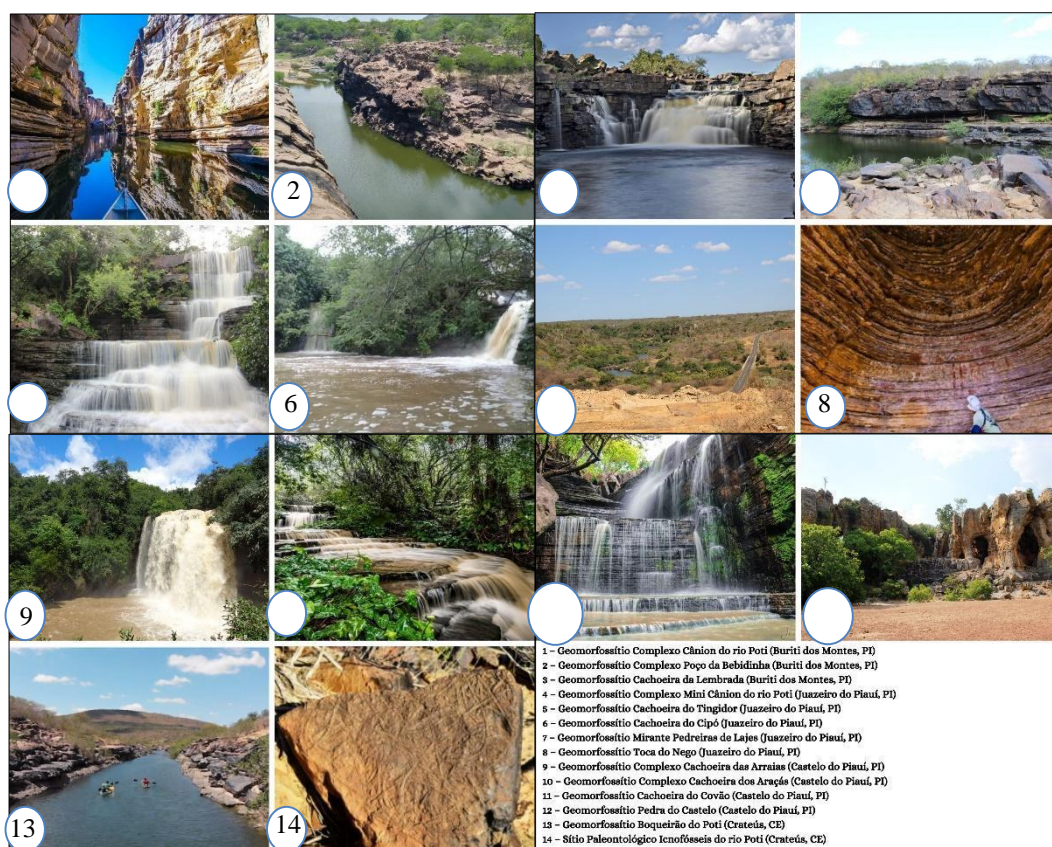 2
6
8
9
1 – Geomorfossítio Complexo Cânion do rio Poti (Buriti dos Montes, PI)
2 – Geomorfossítio Complexo Poço da Bebidinha (Buriti dos Montes, PI)
3 – Geomorfossítio Cachoeira da Lembrada (Buriti dos Montes, PI)
4 – Geomorfossítio Complexo Mini Cânion do rio Poti (Juazeiro do Piauí, PI)
5 – Geomorfossítio Cachoeira do Tingidor (Juazeiro do Piauí, PI)
6 – Geomorfossítio Cachoeira do Cipó (Juazeiro do Piauí, PI)
7 – Geomorfossítio Mirante Pedreiras de Lajes (Juazeiro do Piauí, PI)
8 – Geomorfossítio Toca do Nego (Juazeiro do Piauí, PI)
9 – Geomorfossítio Complexo Cachoeira das Arraias (Castelo do Piauí, PI)
10 – Geomorfossítio Complexo Cachoeira dos Araçás (Castelo do Piauí, PI)
11 – Geomorfossítio Cachoeira do Covão (Castelo do Piauí, PI)
12 – Geomorfossítio Pedra do Castelo (Castelo do Piauí, PI)
13 – Geomorfossítio Boqueirão do Poti (Crateús, CE)
14 – Sítio Paleontológico Icnofósseis do rio Poti (Crateús, CE)
13
14